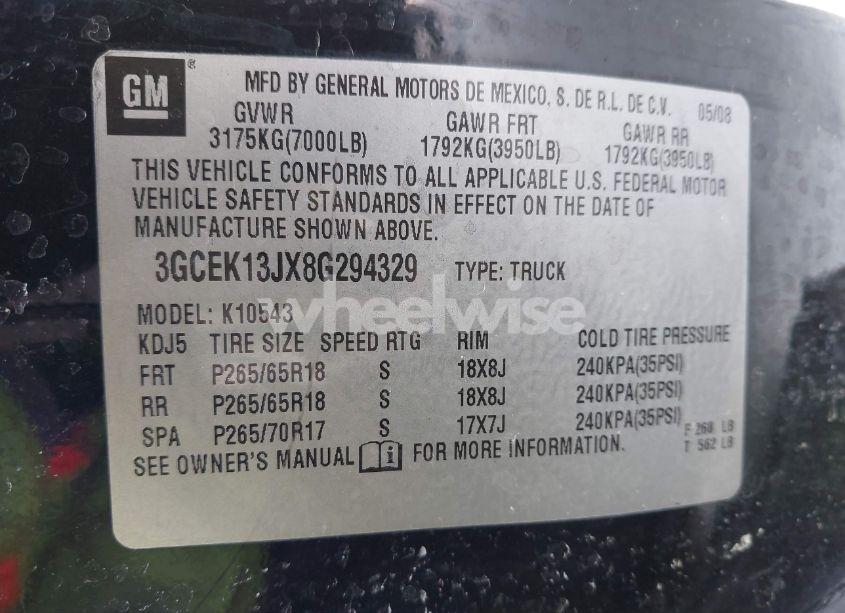 GM ®
MFD BY GENERAL MOTORS DE MEXICO, S. DE R.L. DE C.V. 05/08
GVWR GAWR FRT GAWR RR
3175KG(7000LB) 1792KG(3950LB) 1792KG(3950LB)
THIS VEHICLE CONFORMS TO ALL APPLICABLE U.S. FEDERAL MOTOR
VEHICLE SAFETY STANDARDS IN EFFECT ON THE DATE OF
MANUFACTURE SHOWN ABOVE.
3GCEK13JX8G294329 TYPE: TRUCK
wheelwise
MODEL: K10543
KDJ5 TIRE SIZE SPEED RTG RIM COLD TIRE PRESSURE
FRT P265/65R18 S 18X8J 240KPA(35PSI)
RR P265/65R18 S 18X8J 240KPA(35PSI)
SPA P265/70R17 S 17X7J 240KPA(35PSI) F 268 LB
SEE OWNER'S MANUAL i FOR MORE INFORMATION. T 562 LB